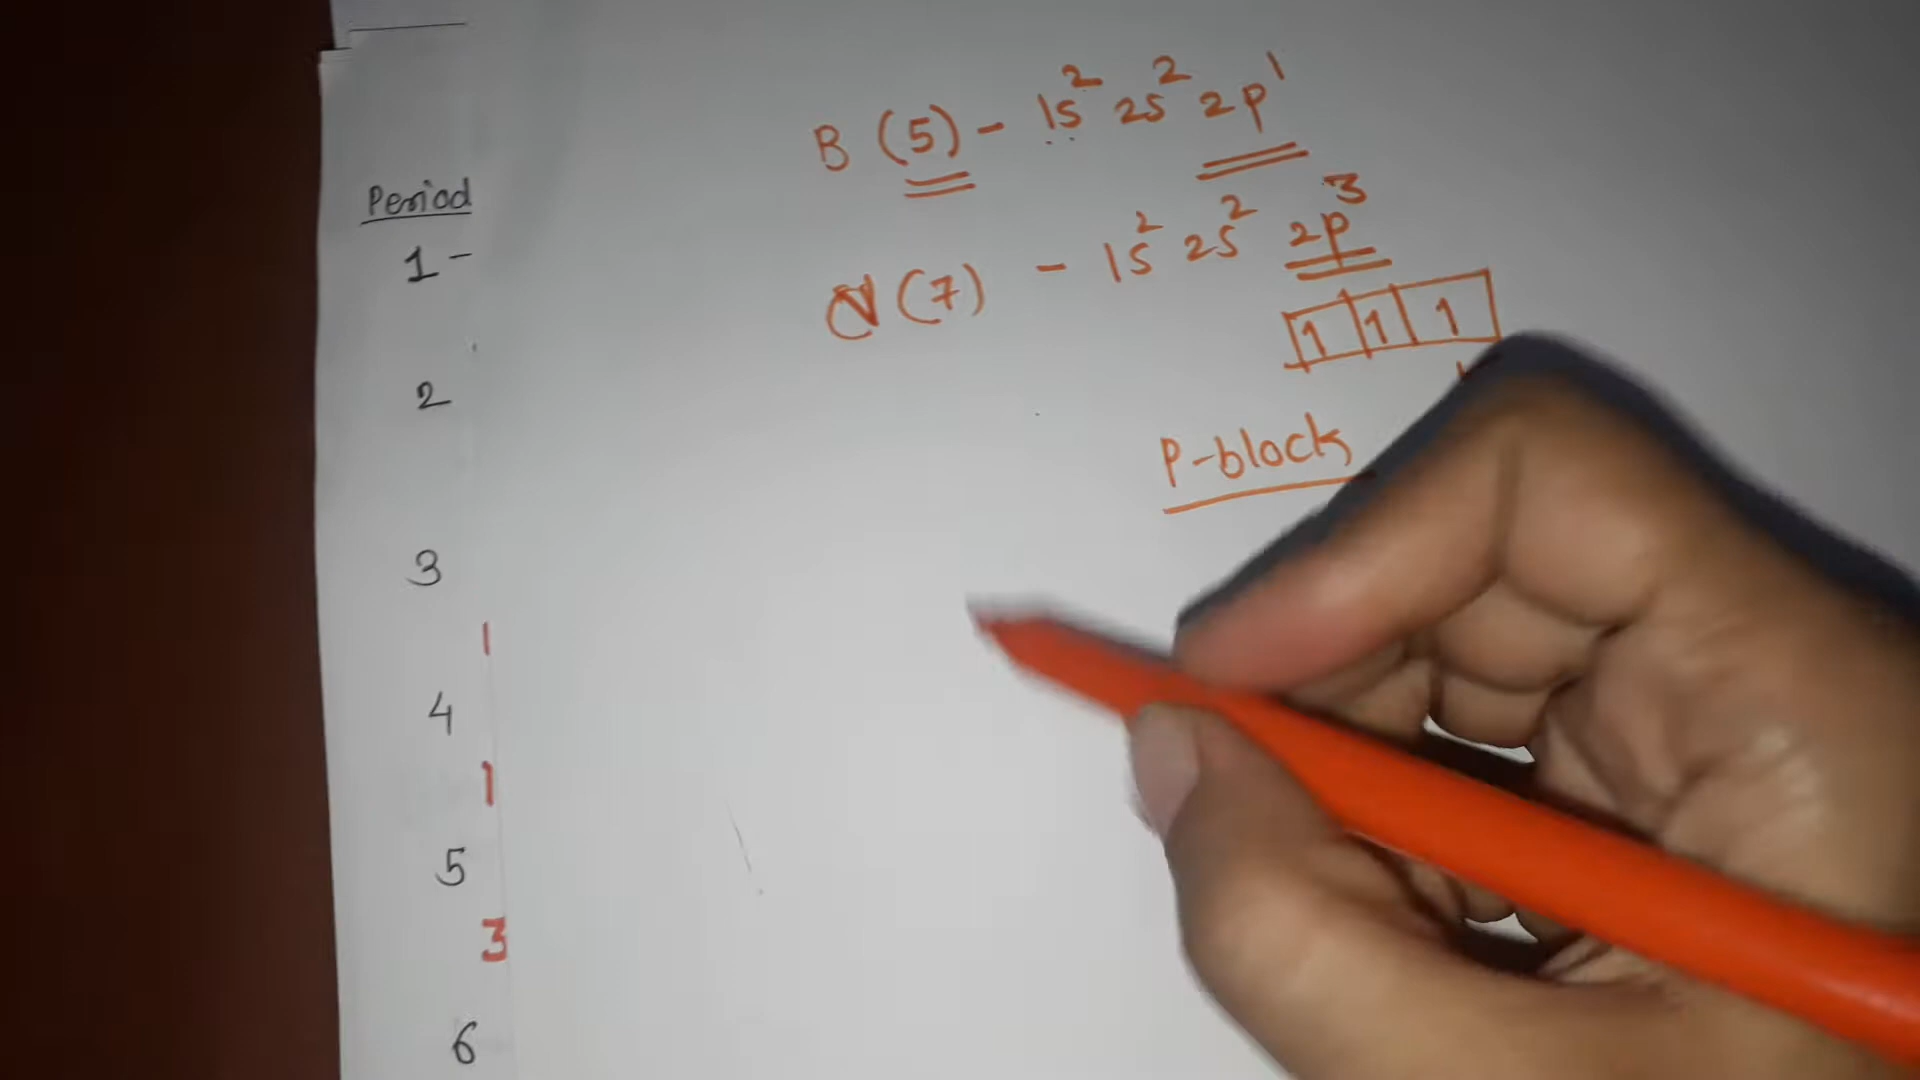 B (5) - 1s² 2s² 2p¹
Period
1 -
N (7) - 1s² 2s² 2p³
1 1 1
2
P-block
3
1
4
1
5
3
6